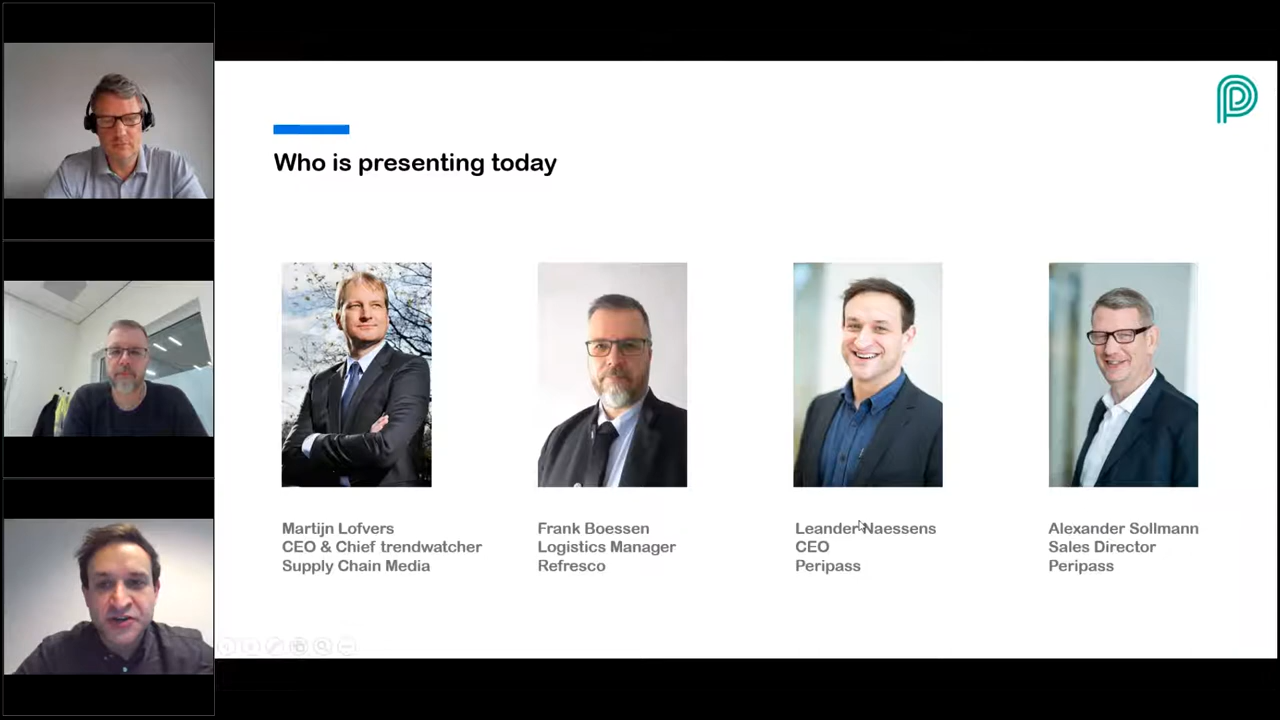 Who is presenting today
Martijn Lofvers
CEO & Chief trendwatcher
Supply Chain Media
Frank Boessen
Logistics Manager
Refresco
Leander Naessens
CEO
Peripass
Alexander Sollmann
Sales Director
Peripass